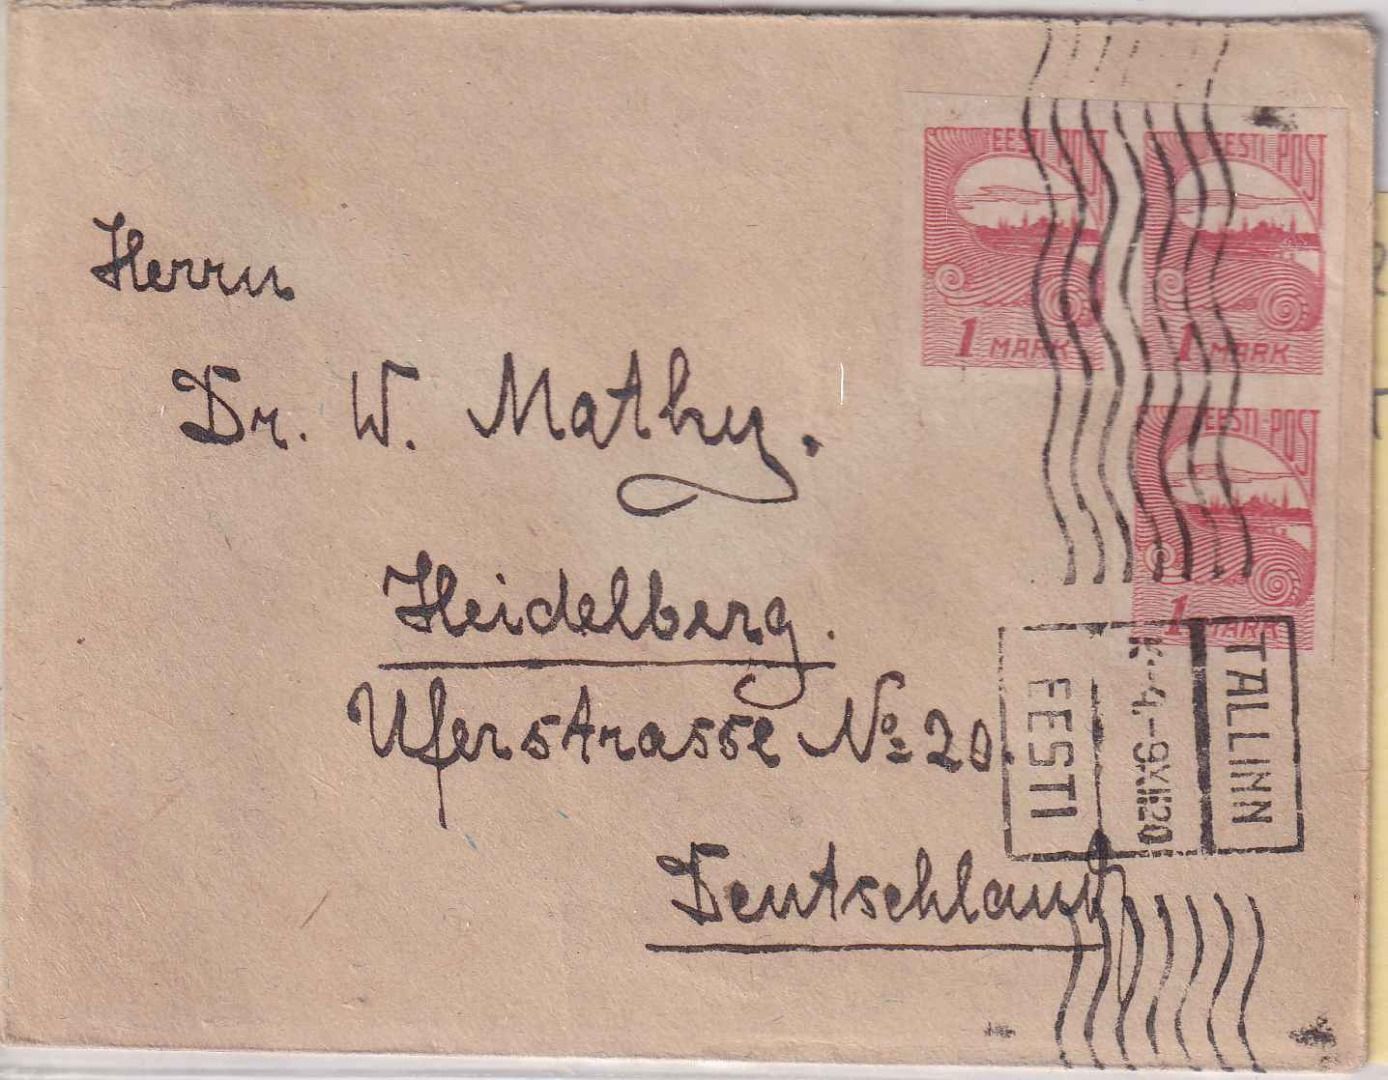 EESTI POST
1 MARK
EESTI POST
1 MARK
EESTI POST
1 MARK
Herrn
Dr. W. Mathy.
Heidelberg.
Uferstrasse No 20.
Deutschland
TALLINN
-9XII20
EESTI